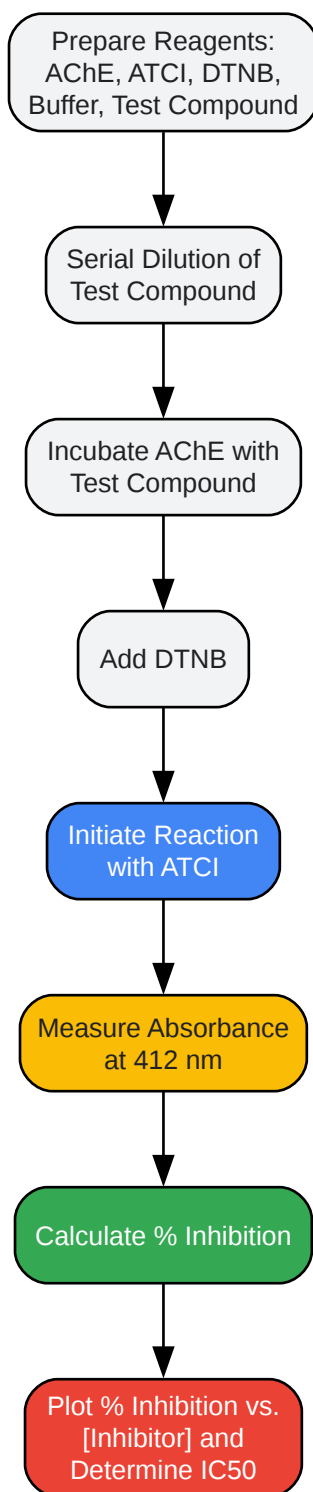 Prepare Reagents:
AChE, ATCI, DTNB,
Buffer, Test Compound
Serial Dilution of
Test Compound
Incubate AChE with
Test Compound
Add DTNB
Initiate Reaction
with ATCI
Measure Absorbance
at 412 nm
Calculate % Inhibition
Plot % Inhibition vs.
[Inhibitor] and
Determine IC50